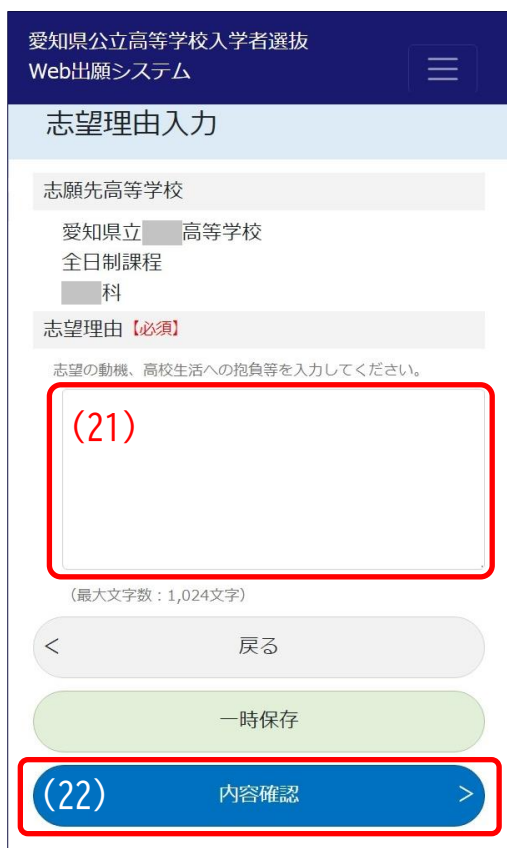 愛知県公立高等学校入学者選抜
Web出願システム
志望理由入力
志願先高等学校
愛知県立 高等学校
全日制課程
科
志望理由【必須】
志望の動機、高校生活への抱負等を入力してください。
(21)
(最大文字数：1,024文字)
< 戻る
一時保存
(22) 内容確認 >